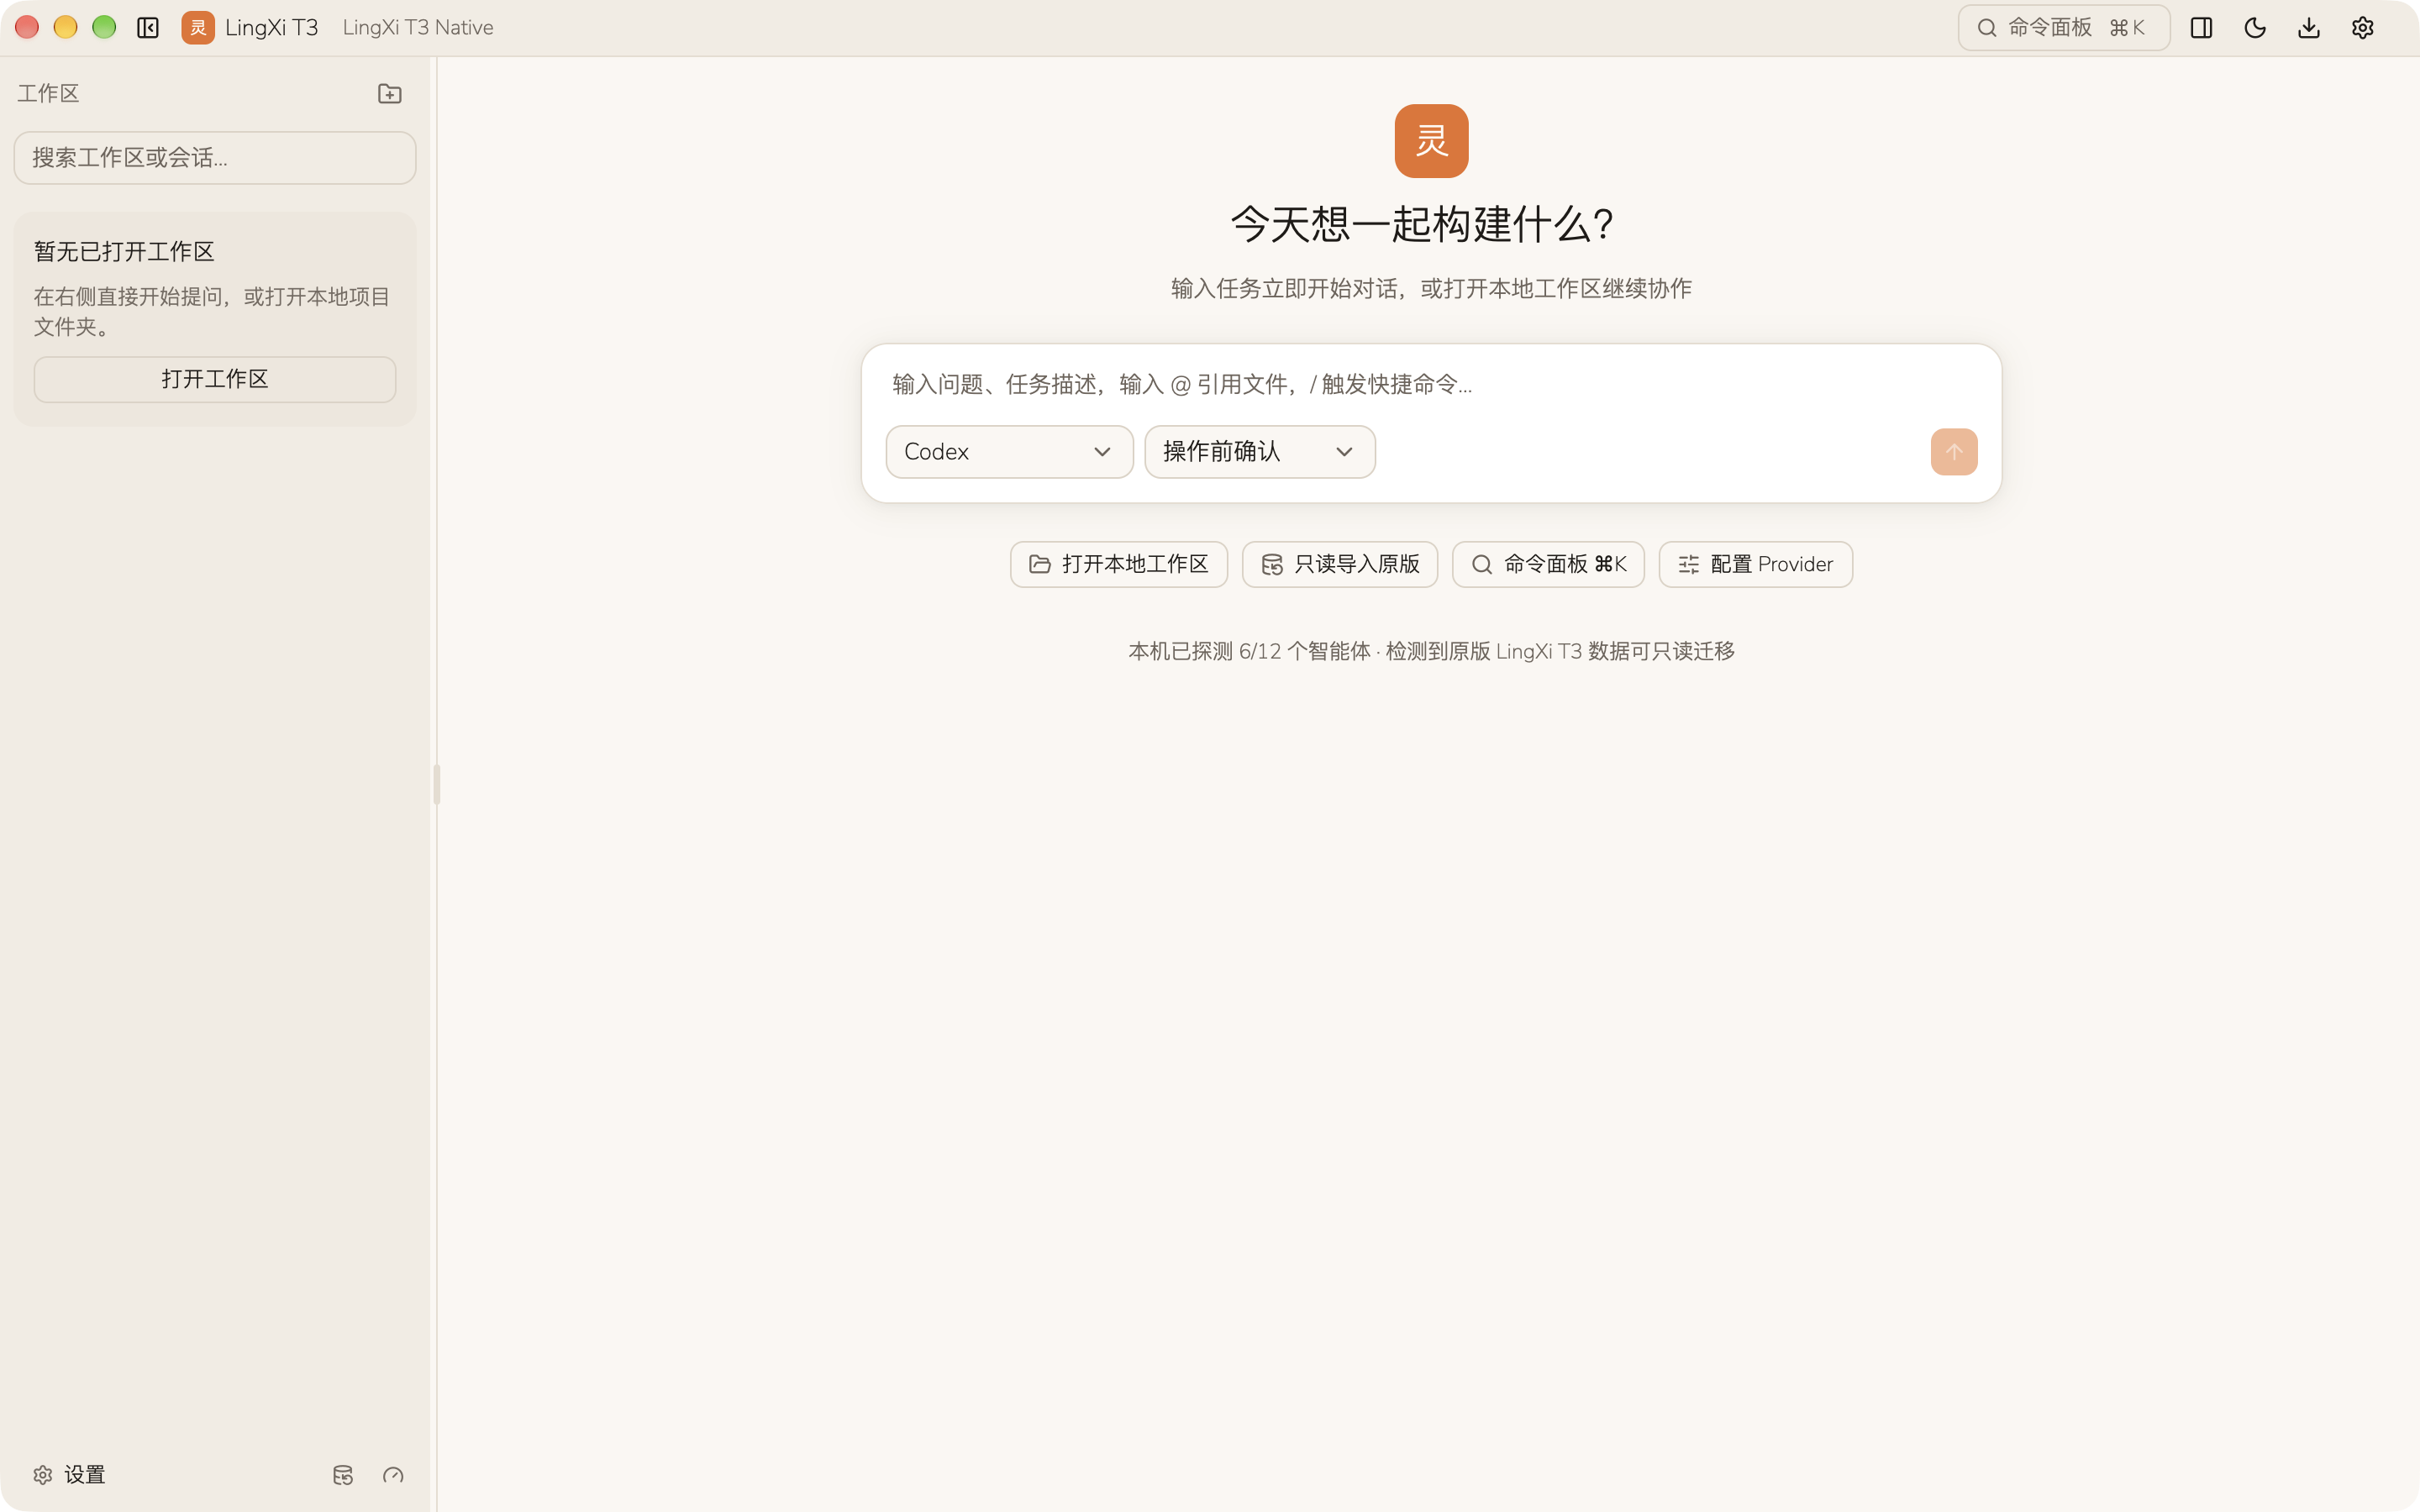 灵 LingXi T3 LingXi T3 Native
命令面板 ⌘K
工作区
搜索工作区或会话...
暂无已打开工作区
在右侧直接开始提问，或打开本地项目
文件夹。
打开工作区
设置
灵
今天想一起构建什么？
输入任务立即开始对话，或打开本地工作区继续协作
输入问题、任务描述，输入 @ 引用文件，/ 触发快捷命令...
Codex 操作前确认
打开本地工作区 只读导入原版 命令面板 ⌘K 配置 Provider
本机已探测 6/12 个智能体 · 检测到原版 LingXi T3 数据可只读迁移